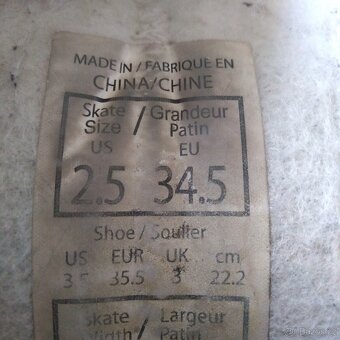 MADE IN / FABRIQUE EN
CHINA/CHINE
Skate / Grandeur
Size / Patin
US EU
2.5 34.5
Shoe / Soulier
US EUR UK cm
3.5 35.5 3 22.2
Skate / Largeur
Width / Patin